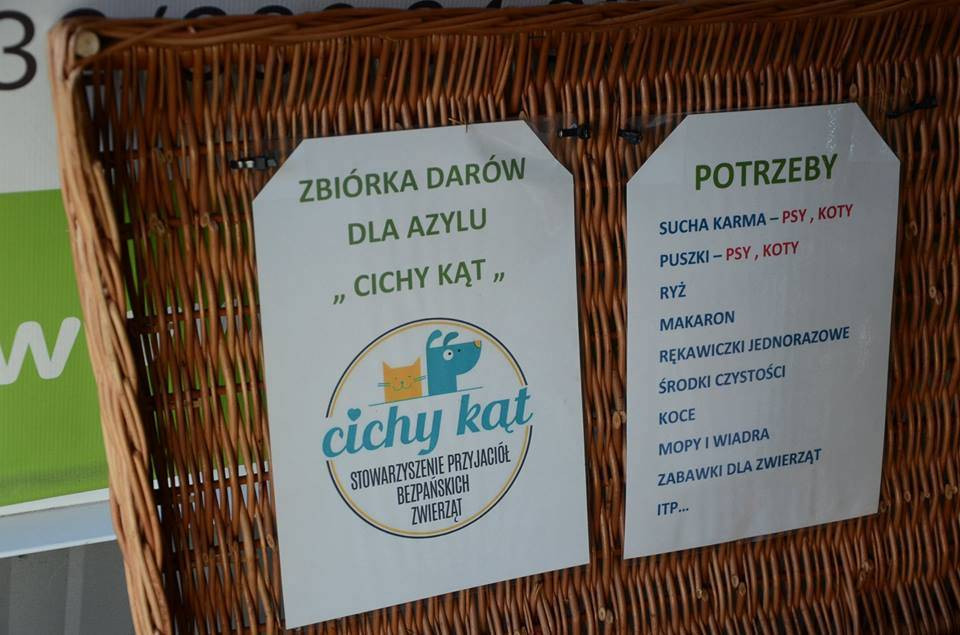 ZBIÓRKA DARÓW
DLA AZYLU
„ CICHY KĄT „
cichy kąt
STOWARZYSZENIE PRZYJACIÓŁ
BEZPAŃSKICH
ZWIERZĄT
POTRZEBY
SUCHA KARMA – PSY , KOTY
PUSZKI – PSY , KOTY
RYŻ
MAKARON
RĘKAWICZKI JEDNORAZOWE
ŚRODKI CZYSTOŚCI
KOCE
MOPY I WIADRA
ZABAWKI DLA ZWIERZĄT
ITP...